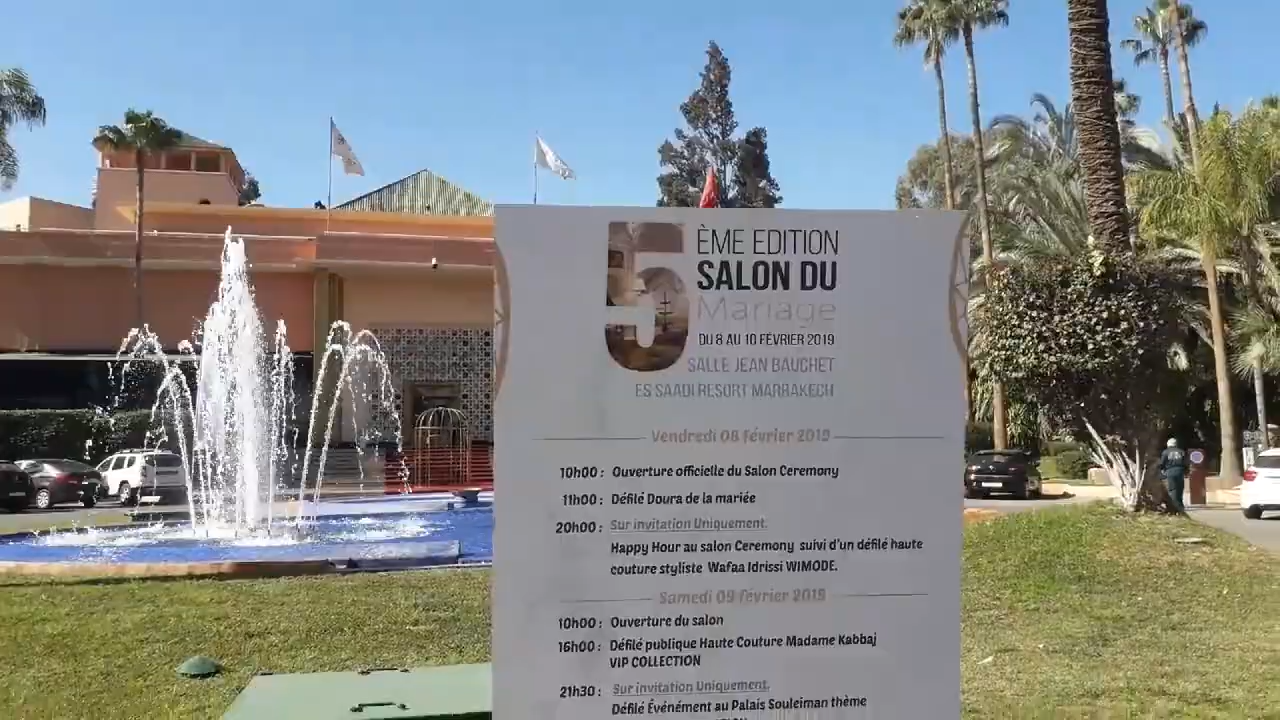 5ÈME EDITION
SALON DU
Mariage
DU 8 AU 10 FÉVRIER 2019
SALLE JEAN BAUCHET
ES SAADI RESORT MARRAKECH
Vendredi 08 Février 2019
10h00 : Ouverture officielle du Salon Ceremony
11h00 : Défilé Doura de la mariée
20h00 : Sur invitation Uniquement.
Happy Hour au salon Ceremony suivi d'un défilé haute
couture styliste Wafaa Idrissi WIMODE.
Samedi 09 Février 2019
10h00 : Ouverture du salon
16h00 : Défilé publique Haute Couture Madame Kabbaj
VIP COLLECTION
21h30 : Sur invitation Uniquement.
Défilé Événément au Palais Souleiman thème